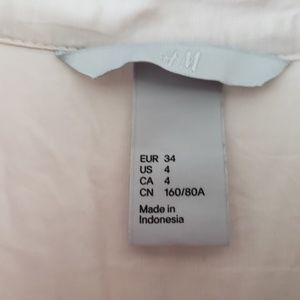 H&M
EUR 34
US 4
CA 4
CN 160/80A
Made in
Indonesia